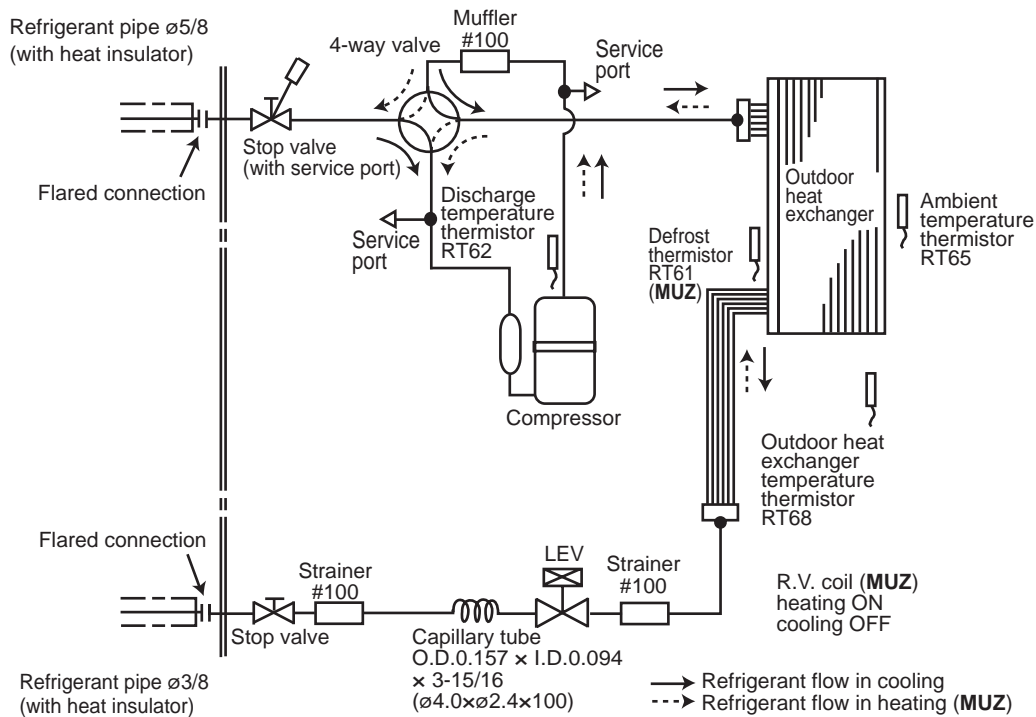 Refrigerant pipe ø5/8
(with heat insulator)
4-way valve
Muffler
#100
Service
port
Stop valve
(with service port)
Flared connection
Discharge
temperature
thermistor
RT62
Service
port
Compressor
Outdoor
heat
exchanger
Defrost
thermistor
RT61
(MUZ)
Ambient
temperature
thermistor
RT65
Outdoor heat
exchanger
temperature
thermistor
RT68
Flared connection
Stop valve
Strainer
#100
Capillary tube
O.D.0.157 × I.D.0.094
× 3-15/16
(ø4.0×ø2.4×100)
LEV
Strainer
#100
R.V. coil (MUZ)
heating ON
cooling OFF
Refrigerant pipe ø3/8
(with heat insulator)
Refrigerant flow in cooling
Refrigerant flow in heating (MUZ)